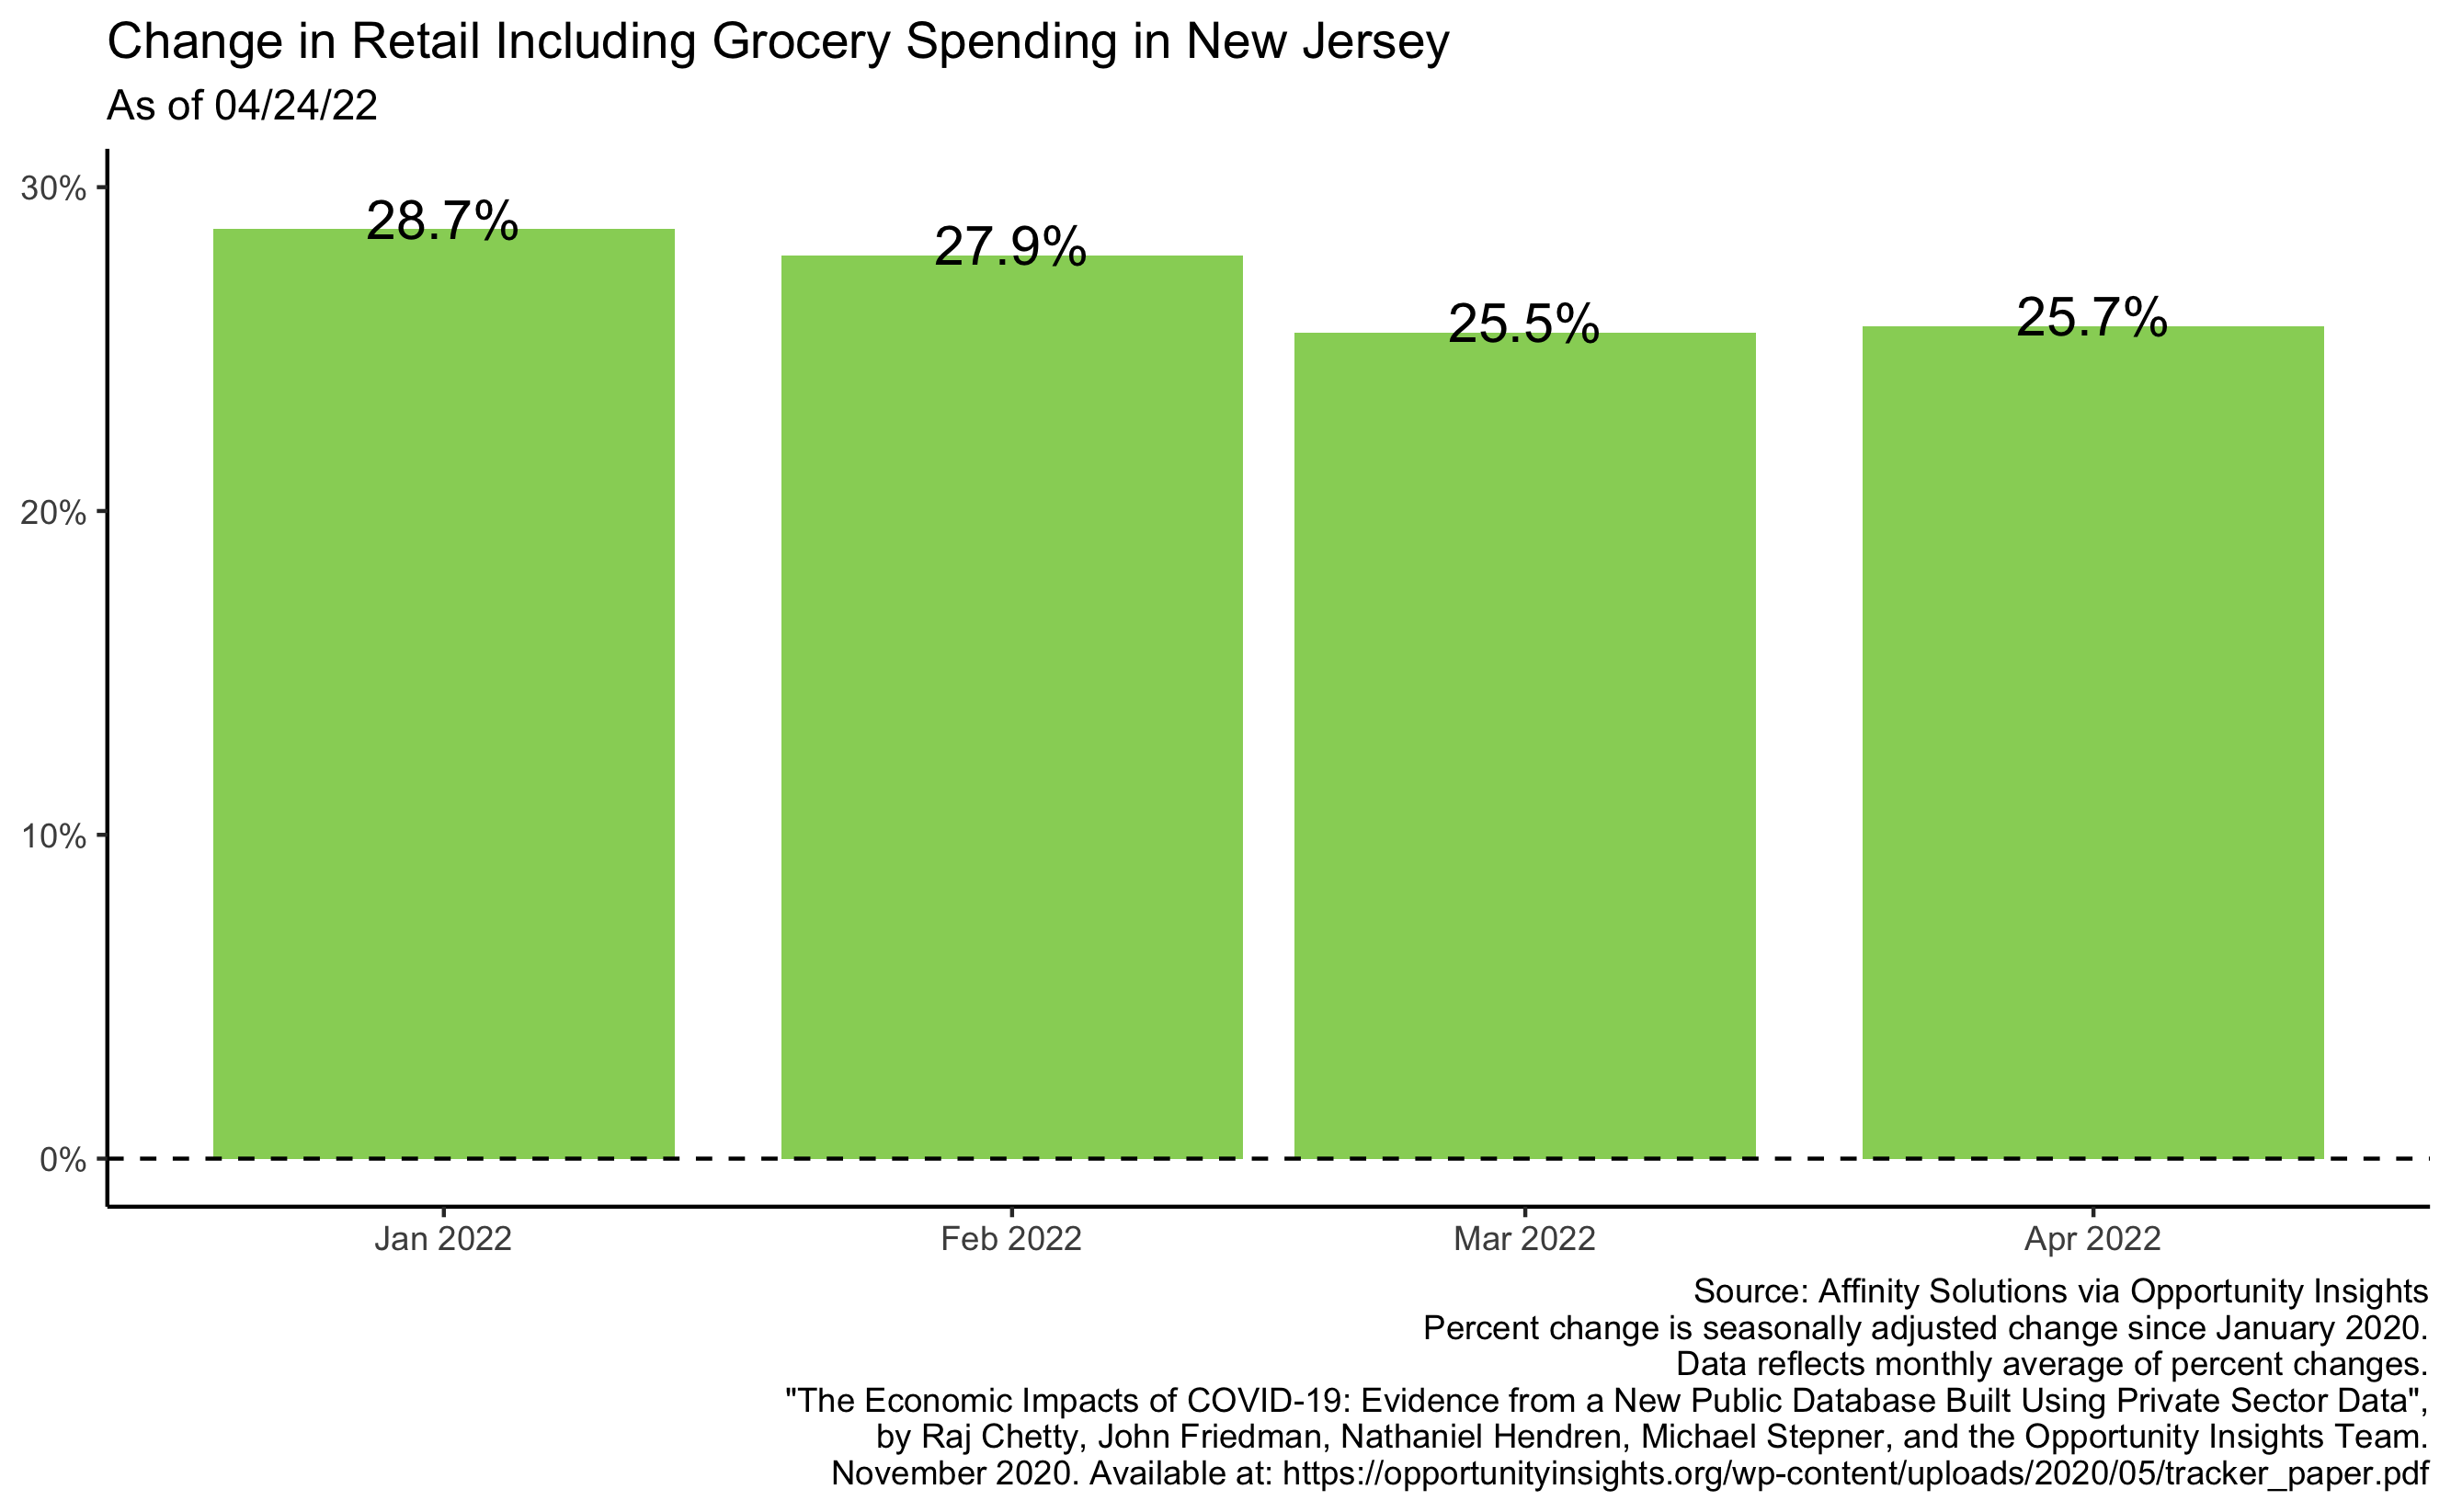 Change in Retail Including Grocery Spending in New Jersey
As of 04/24/22
30%
20%
10%
0%
28.7%
27.9%
25.5%
25.7%
Jan 2022
Feb 2022
Mar 2022
Apr 2022
Source: Affinity Solutions via Opportunity Insights
Percent change is seasonally adjusted change since January 2020.
Data reflects monthly average of percent changes.
"The Economic Impacts of COVID-19: Evidence from a New Public Database Built Using Private Sector Data",
by Raj Chetty, John Friedman, Nathaniel Hendren, Michael Stepner, and the Opportunity Insights Team.
November 2020. Available at: https://opportunityinsights.org/wp-content/uploads/2020/05/tracker_paper.pdf